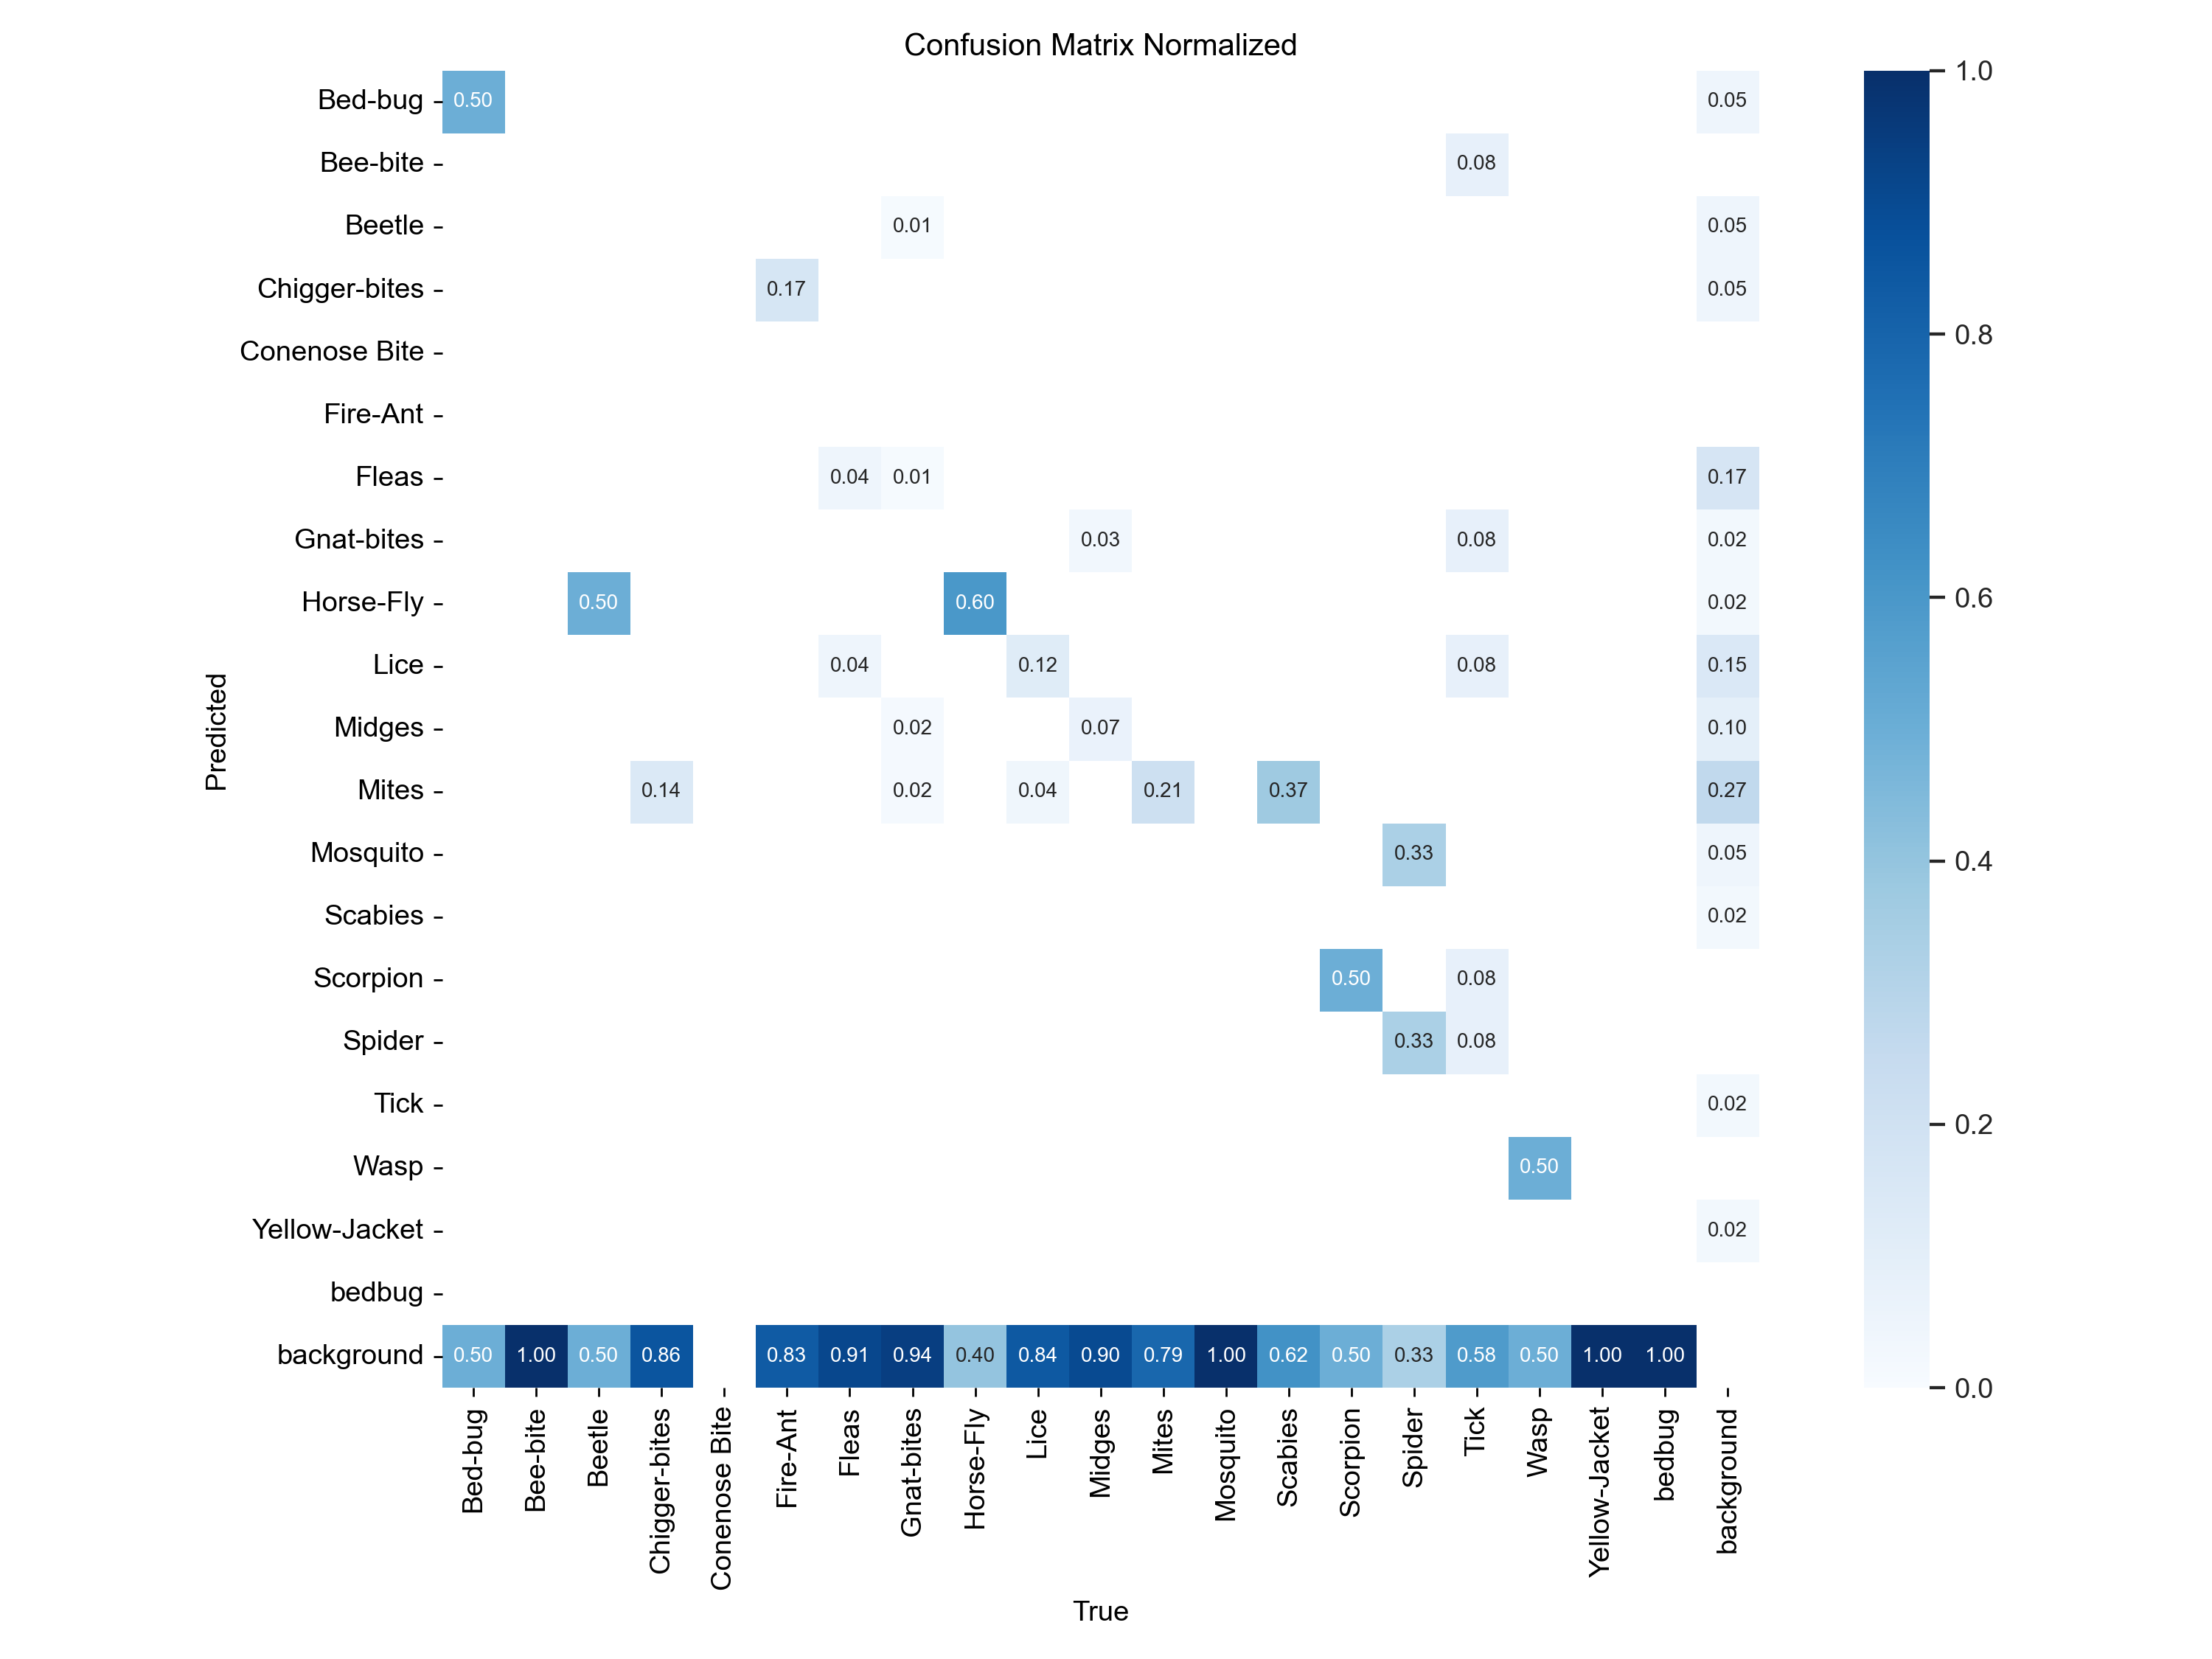 Confusion Matrix Normalized
Bed-bug 0.50 0.05
Bee-bite 0.08
Beetle 0.01 0.05
Chigger-bites 0.17 0.05
Conenose Bite
Fire-Ant
Fleas 0.04 0.01 0.17
Gnat-bites 0.03 0.08 0.02
Horse-Fly 0.50 0.60 0.02
Lice 0.04 0.12 0.08 0.15
Midges 0.02 0.07 0.10
Mites 0.14 0.02 0.04 0.21 0.37 0.27
Mosquito 0.33 0.05
Scabies 0.02
Scorpion 0.50 0.08
Spider 0.33 0.08
Tick 0.02
Wasp 0.50
Yellow-Jacket 0.02
bedbug
background 0.50 1.00 0.50 0.86 0.83 0.91 0.94 0.40 0.84 0.90 0.79 1.00 0.62 0.50 0.33 0.58 0.50 1.00 1.00
Predicted
Bed-bug
Bee-bite
Beetle
Chigger-bites
Conenose Bite
Fire-Ant
Fleas
Gnat-bites
Horse-Fly
Lice
Midges
Mites
Mosquito
Scabies
Scorpion
Spider
Tick
Wasp
Yellow-Jacket
bedbug
background
True
1.0
0.8
0.6
0.4
0.2
0.0